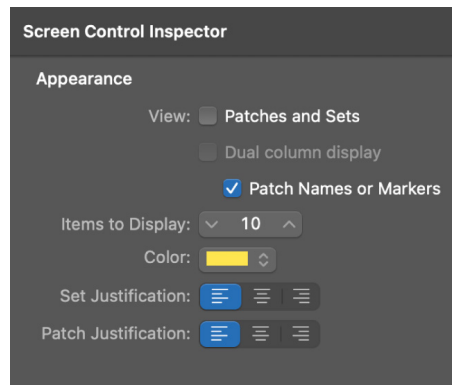 Screen Control Inspector
Appearance
View: Patches and Sets
Dual column display
Patch Names or Markers
Items to Display: 10
Color:
Set Justification:
Patch Justification: